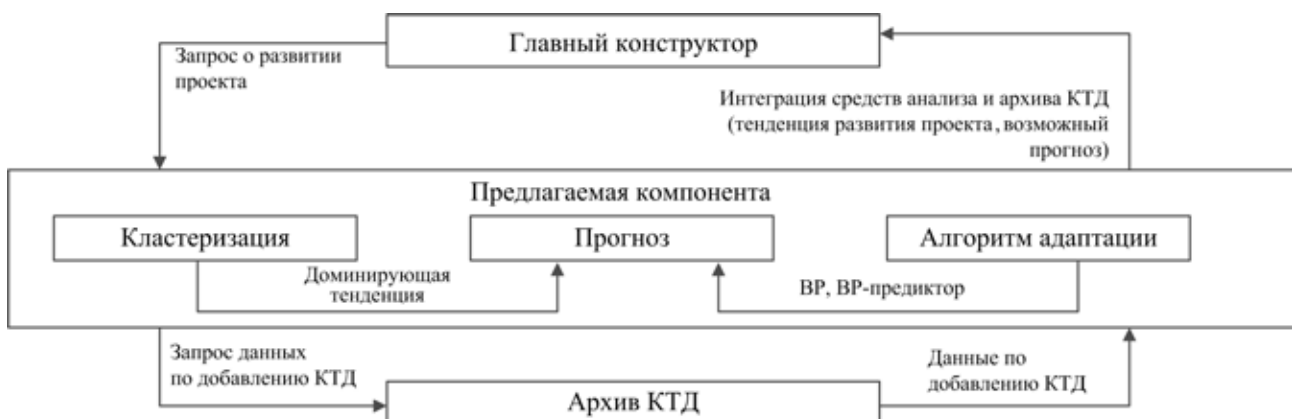 Главный конструктор
Запрос о развитии
проекта
Интеграция средств анализа и архива КТД
(тенденция развития проекта, возможный
прогноз)
Предлагаемая компонента
Кластеризация
Прогноз
Алгоритм адаптации
Доминирующая
тенденция
ВР, ВР-предиктор
Запрос данных
по добавлению КТД
Данные по
добавлению КТД
Архив КТД